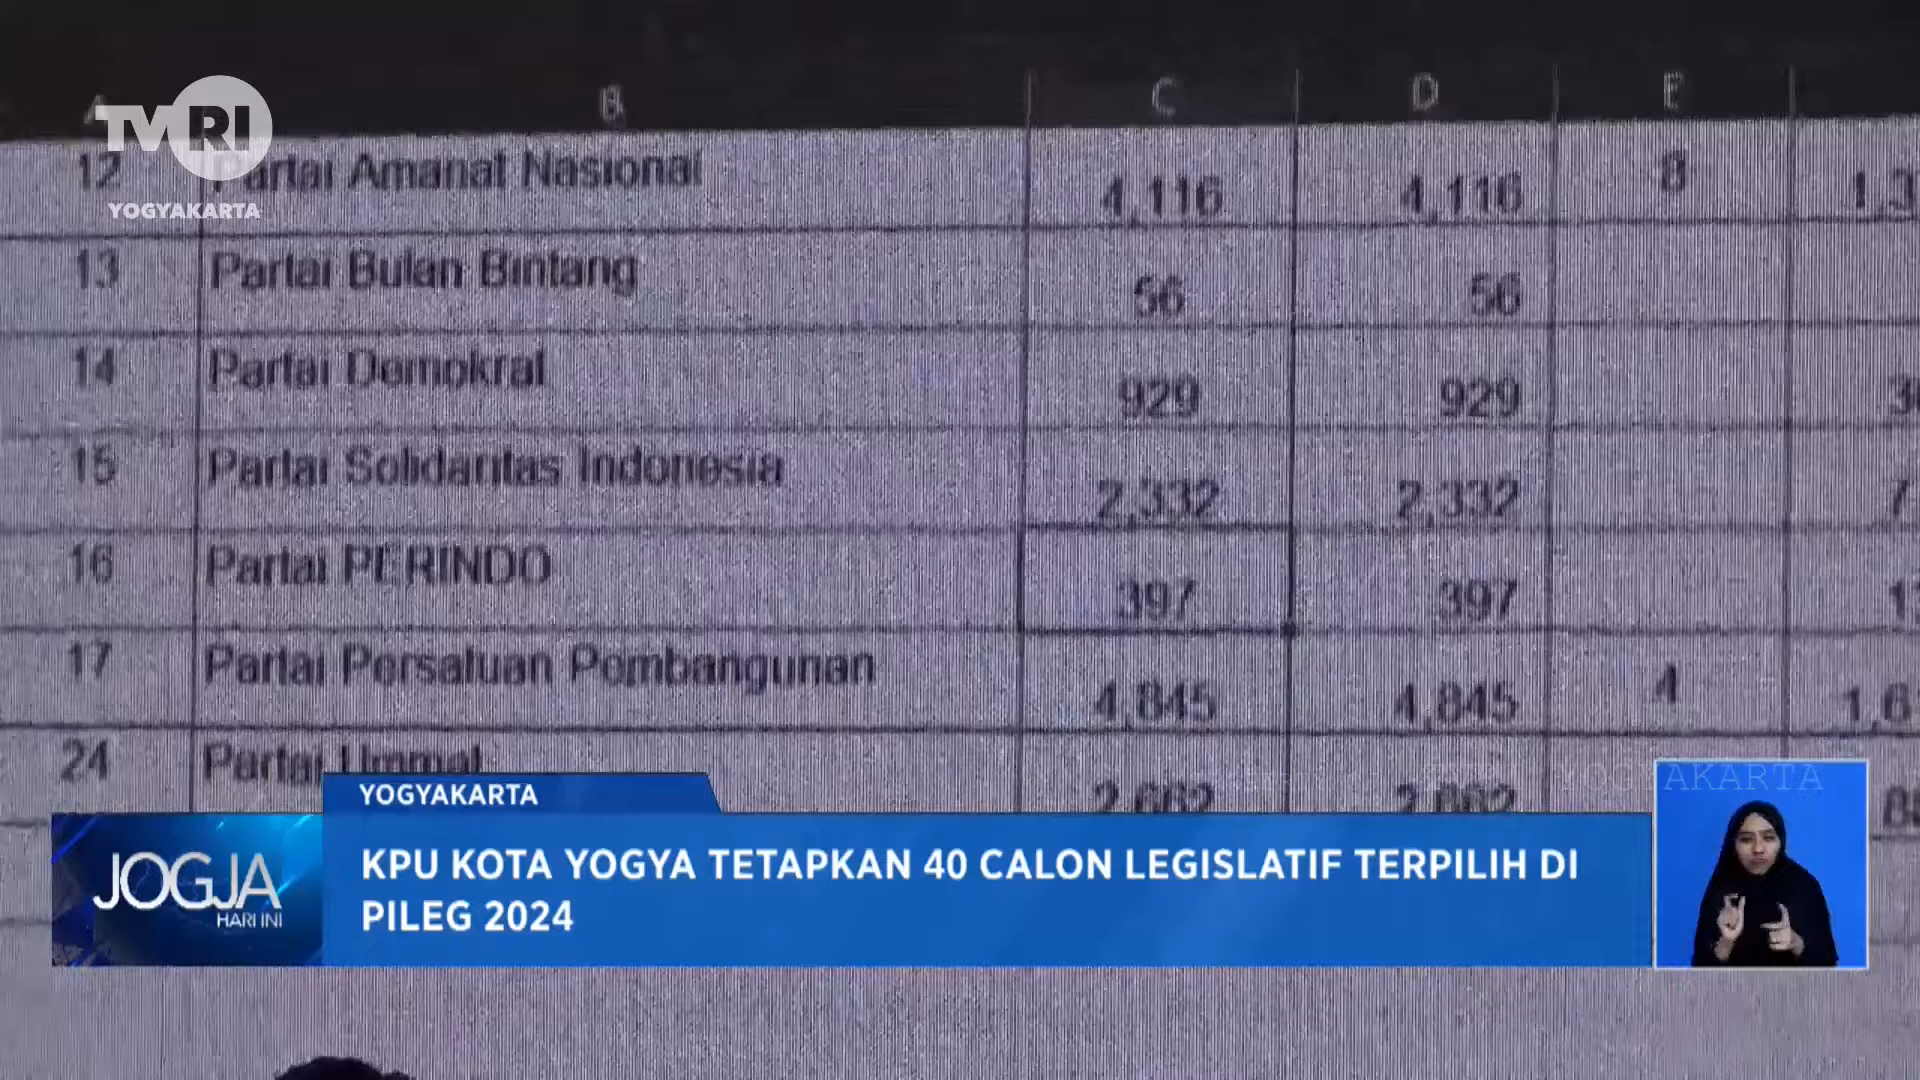 TVRI
YOGYAKARTA
A B C D E
12 Partai Amanat Nasional 4,116 4,116 8
13 Partai Bulan Bintang 56 56
14 Partai Demokrat 929 929
15 Partai Solidaritas Indonesia 2,332 2,332
16 Partai PERINDO 397 397
17 Partai Persatuan Pembangunan 4,845 4,845 4
24 Partai Ummat
YOGYAKARTA
YOGYAKARTA
JOGJA
HARI INI
KPU KOTA YOGYA TETAPKAN 40 CALON LEGISLATIF TERPILIH DI
PILEG 2024